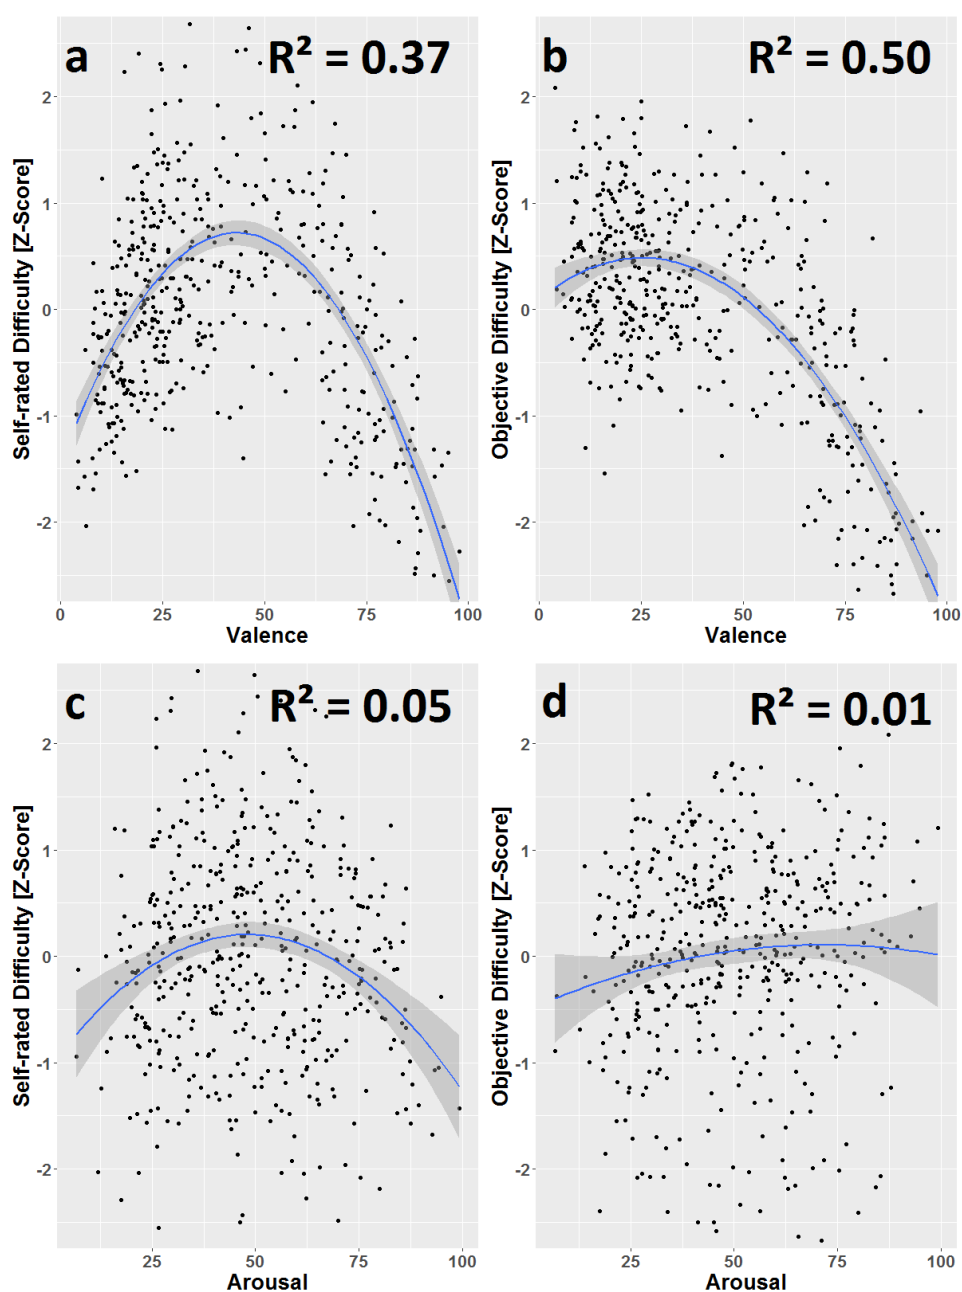 a
R² = 0.37
Self-rated Difficulty [Z-Score]
2
1
0
-1
-2
0
25
50
75
100
Valence
b
R² = 0.50
Objective Difficulty [Z-Score]
2
1
0
-1
-2
0
25
50
75
100
Valence
c
R² = 0.05
Self-rated Difficulty [Z-Score]
2
1
0
-1
-2
25
50
75
100
Arousal
d
R² = 0.01
Objective Difficulty [Z-Score]
2
1
0
-1
-2
25
50
75
100
Arousal